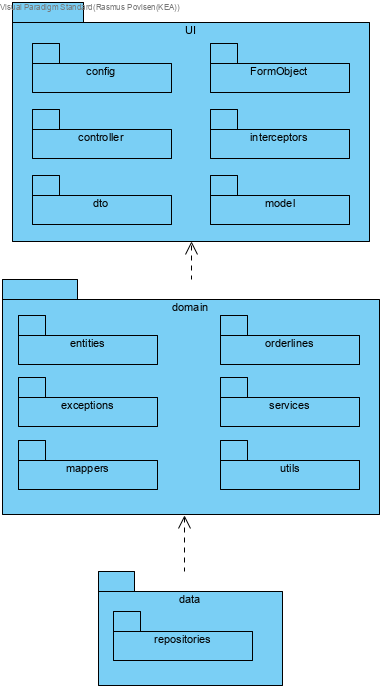 Visual Paradigm Standard(Rasmus Povlsen(KEA))
UI
config
FormObject
controller
interceptors
dto
model
domain
entities
orderlines
exceptions
services
mappers
utils
data
repositories